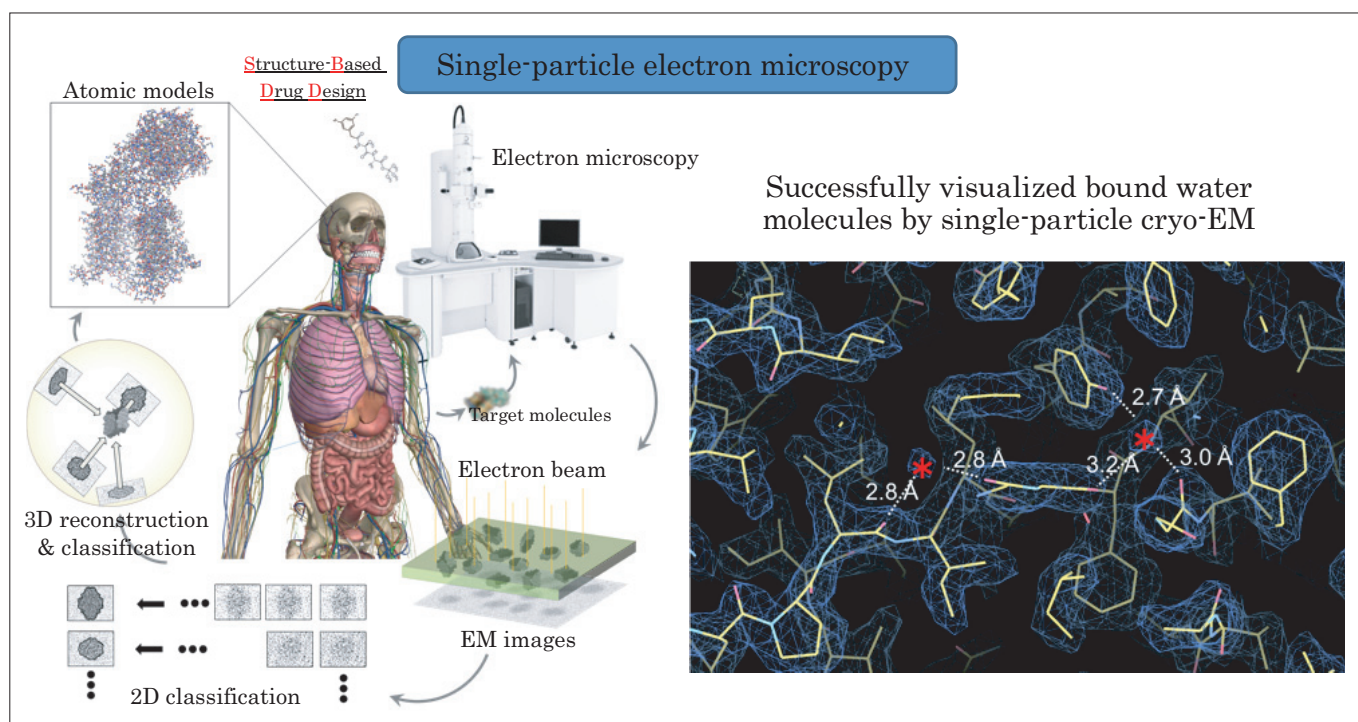 Single-particle electron microscopy
Structure-Based
Drug Design
Atomic models
Electron microscopy
Target molecules
Electron beam
EM images
2D classification
3D reconstruction
& classification
Successfully visualized bound water
molecules by single-particle cryo-EM
2.7 Å
3.0 Å
3.2 Å
2.8 Å
2.8 Å